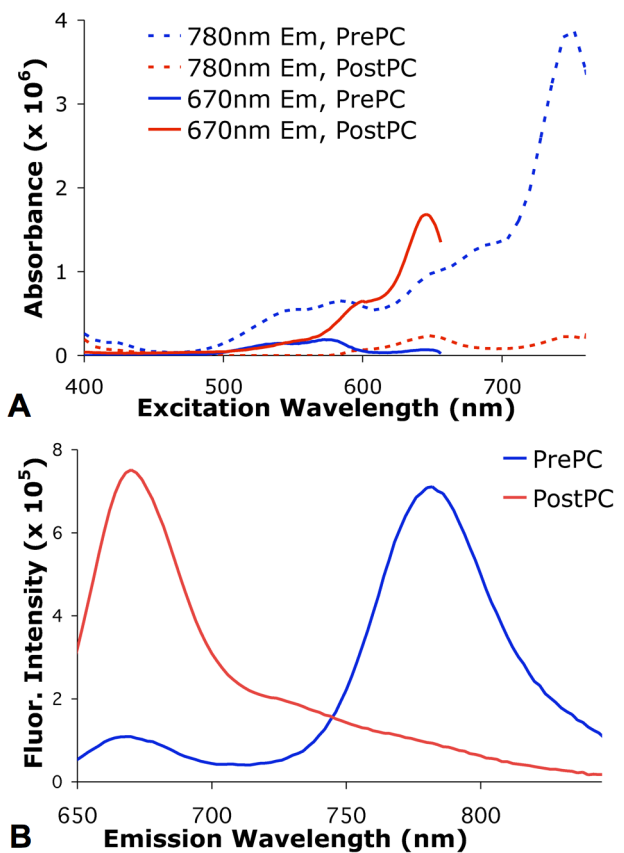 4
3
2
1
0
Absorbance (x 10⁶)
780nm Em, PrePC
780nm Em, PostPC
670nm Em, PrePC
670nm Em, PostPC
400 500 600 700
Excitation Wavelength (nm)
A
8
6
4
2
0
Fluor. Intensity (x 10⁵)
PrePC
PostPC
650 700 750 800
Emission Wavelength (nm)
B